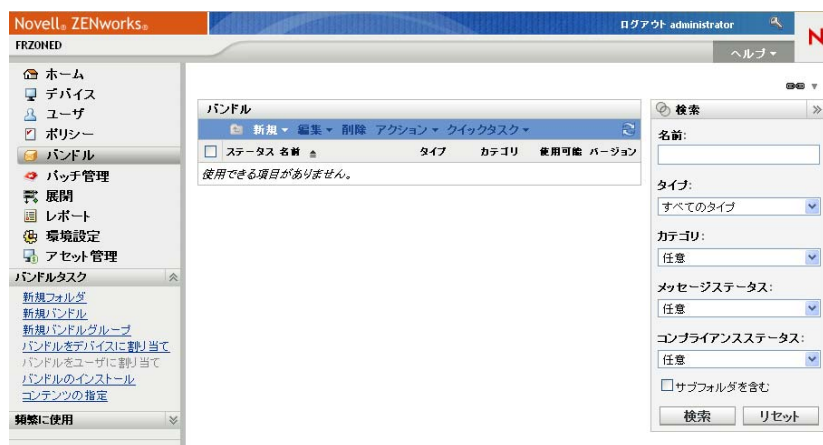 Novell® ZENworks®
ログアウト administrator
N
FRZONED
ヘルプ
ホーム
デバイス
ユーザ
ポリシー
バンドル
パッチ管理
展開
レポート
環境設定
アセット管理
バンドルタスク
新規フォルダ
新規バンドル
新規バンドルグループ
バンドルをデバイスに割り当て
バンドルをユーザに割り当て
バンドルのインストール
コンテンツの指定
頻繁に使用
バンドル
新規 編集 削除 アクション クイックタスク
ステータス 名前 タイプ カテゴリ 使用可能 バージョン
使用できる項目がありません。
検索
名前:
タイプ:
すべてのタイプ
カテゴリ:
任意
メッセージステータス:
任意
コンプライアンスステータス:
任意
サブフォルダを含む
検索 リセット